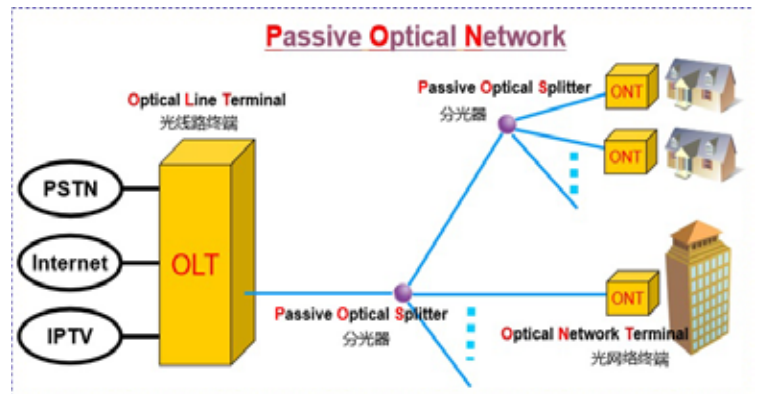 Passive Optical Network
Optical Line Terminal
光线路终端
PSTN
Internet
IPTV
OLT
Passive Optical Splitter
分光器
ONT
ONT
Passive Optical Splitter
分光器
ONT
Optical Network Terminal
光网络终端